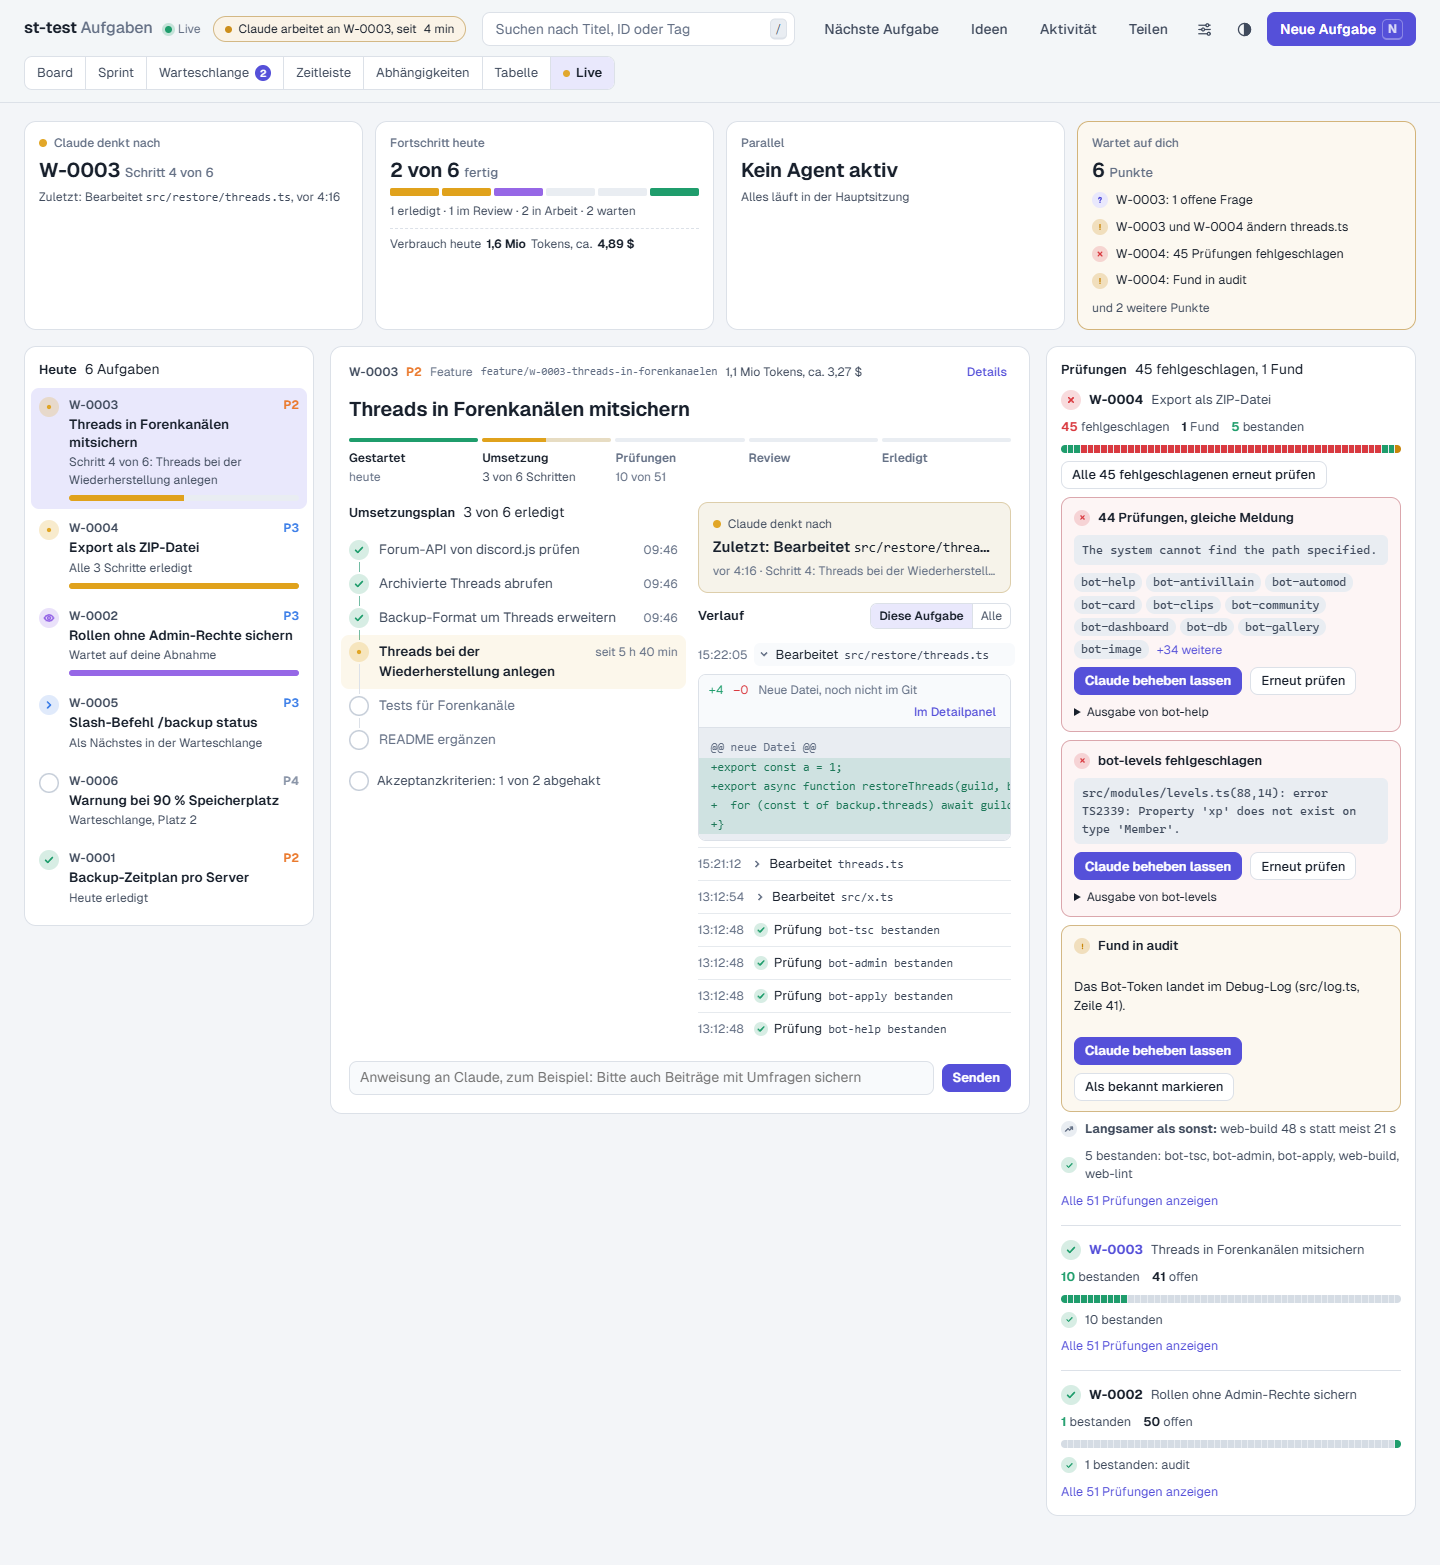 st-test Aufgaben
Live
Claude arbeitet an W-0003, seit 4 min
Suchen nach Titel, ID oder Tag
/
Nächste Aufgabe
Ideen
Aktivität
Teilen
Neue Aufgabe N
Board
Sprint
Warteschlange 2
Zeitleiste
Abhängigkeiten
Tabelle
Live
Claude denkt nach
W-0003 Schritt 4 von 6
Zuletzt: Bearbeitet src/restore/threads.ts, vor 4:16
Fortschritt heute
2 von 6 fertig
1 erledigt · 1 im Review · 2 in Arbeit · 2 warten
Verbrauch heute 1,6 Mio Tokens, ca. 4,89 $
Parallel
Kein Agent aktiv
Alles läuft in der Hauptsitzung
Wartet auf dich
6 Punkte
? W-0003: 1 offene Frage
! W-0003 und W-0004 ändern threads.ts
W-0004: 45 Prüfungen fehlgeschlagen
! W-0004: Fund in audit
und 2 weitere Punkte
Heute 6 Aufgaben
W-0003 P2
Threads in Forenkanälen
mitsichern
Schritt 4 von 6: Threads bei der
Wiederherstellung anlegen
W-0004 P3
Export als ZIP-Datei
Alle 3 Schritte erledigt
W-0002 P3
Rollen ohne Admin-Rechte sichern
Wartet auf deine Abnahme
W-0005 P3
Slash-Befehl /backup status
Als Nächstes in der Warteschlange
W-0006 P4
Warnung bei 90 % Speicherplatz
Warteschlange, Platz 2
W-0001 P2
Backup-Zeitplan pro Server
Heute erledigt
W-0003 P2 Feature feature/w-0003-threads-in-forenkanaelen 1,1 Mio Tokens, ca. 3,27 $ Details
Threads in Forenkanälen mitsichern
Gestartet
heute
Umsetzung
3 von 6 Schritten
Prüfungen
10 von 51
Review
Erledigt
Umsetzungsplan 3 von 6 erledigt
Forum-API von discord.js prüfen 09:46
Archivierte Threads abrufen 09:46
Backup-Format um Threads erweitern 09:46
Threads bei der seit 5 h 40 min
Wiederherstellung anlegen
Tests für Forenkanäle
README ergänzen
Akzeptanzkriterien: 1 von 2 abgehakt
Claude denkt nach
Zuletzt: Bearbeitet src/restore/threa…
vor 4:16 · Schritt 4: Threads bei der Wiederherstell…
Verlauf
Diese Aufgabe
Alle
15:22:05 Bearbeitet src/restore/threads.ts
+4 −0 Neue Datei, noch nicht im Git
Im Detailpanel
@@ neue Datei @@
+export const a = 1;
+export async function restoreThreads(guild, b
+  for (const t of backup.threads) await guild
+}
15:21:12 Bearbeitet threads.ts
13:12:54 Bearbeitet src/x.ts
13:12:48 Prüfung bot-tsc bestanden
13:12:48 Prüfung bot-admin bestanden
13:12:48 Prüfung bot-apply bestanden
13:12:48 Prüfung bot-help bestanden
Anweisung an Claude, zum Beispiel: Bitte auch Beiträge mit Umfragen sichern
Senden
Prüfungen 45 fehlgeschlagen, 1 Fund
W-0004 Export als ZIP-Datei
45 fehlgeschlagen 1 Fund 5 bestanden
Alle 45 fehlgeschlagenen erneut prüfen
44 Prüfungen, gleiche Meldung
The system cannot find the path specified.
bot-help bot-antivillain bot-automod
bot-card bot-clips bot-community
bot-dashboard bot-db bot-gallery
bot-image +34 weitere
Claude beheben lassen
Erneut prüfen
Ausgabe von bot-help
bot-levels fehlgeschlagen
src/modules/levels.ts(88,14): error
TS2339: Property 'xp' does not exist on
type 'Member'.
Claude beheben lassen
Erneut prüfen
Ausgabe von bot-levels
! Fund in audit
Das Bot-Token landet im Debug-Log (src/log.ts,
Zeile 41).
Claude beheben lassen
Als bekannt markieren
Langsamer als sonst: web-build 48 s statt meist 21 s
5 bestanden: bot-tsc, bot-admin, bot-apply, web-build,
web-lint
Alle 51 Prüfungen anzeigen
W-0003 Threads in Forenkanälen mitsichern
10 bestanden 41 offen
10 bestanden
Alle 51 Prüfungen anzeigen
W-0002 Rollen ohne Admin-Rechte sichern
1 bestanden 50 offen
1 bestanden: audit
Alle 51 Prüfungen anzeigen